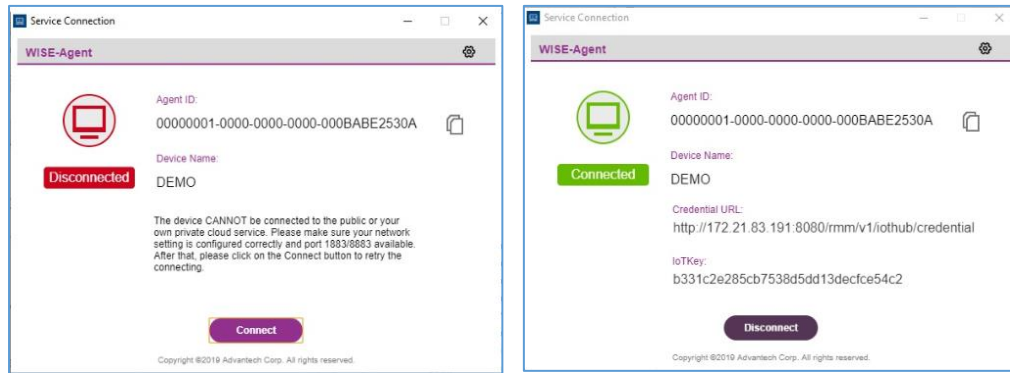 Service Connection
WISE-Agent
Agent ID:
00000001-0000-0000-0000-000BABE2530A
Device Name:
Disconnected
DEMO
The device CANNOT be connected to the public or your
own private cloud service. Please make sure your network
setting is configured correctly and port 1883/8883 available.
After that, please click on the Connect button to retry the
connecting.
Connect
Copyright ©2019 Advantech Corp. All rights reserved.
Service Connection
WISE-Agent
Agent ID:
00000001-0000-0000-0000-000BABE2530A
Device Name:
Connected
DEMO
Credential URL:
http://172.21.83.191:8080/rmm/v1/iothub/credential
IoTKey:
b331c2e285cb7538d5dd13decfce54c2
Disconnect
Copyright ©2019 Advantech Corp. All rights reserved.